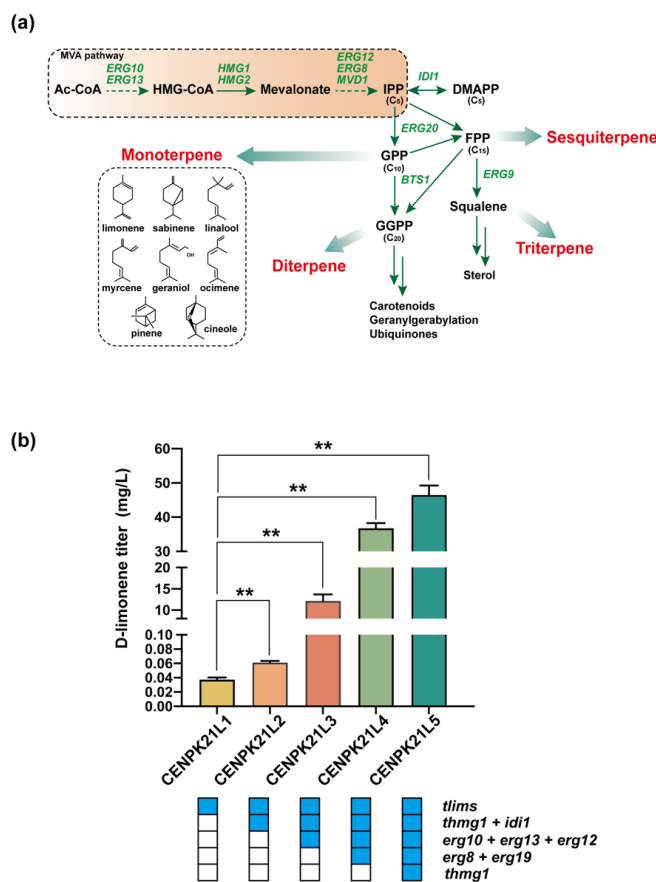 (a)
MVA pathway
ERG10
ERG13
HMG1
HMG2
ERG12
ERG8
MVD1
IDI1
Ac-CoA
HMG-CoA
Mevalonate
IPP
(C5)
DMAPP
(C5)
ERG20
Monoterpene
GPP
(C10)
FPP
(C15)
Sesquiterpene
BTS1
ERG9
limonene
sabinene
linalool
Squalene
GGPP
(C20)
Diterpene
Triterpene
OH
myrcene
geraniol
ocimene
Sterol
pinene
cineole
Carotenoids
Geranylgerabylation
Ubiquinones
(b)
D-limonene titer (mg/L)
60
50
40
30
20
15
10
0.10
0.08
0.06
0.04
0.02
0.00
**
**
**
**
CENPK21L1
CENPK21L2
CENPK21L3
CENPK21L4
CENPK21L5
tlims
thmg1 + idi1
erg10 + erg13 + erg12
erg8 + erg19
thmg1